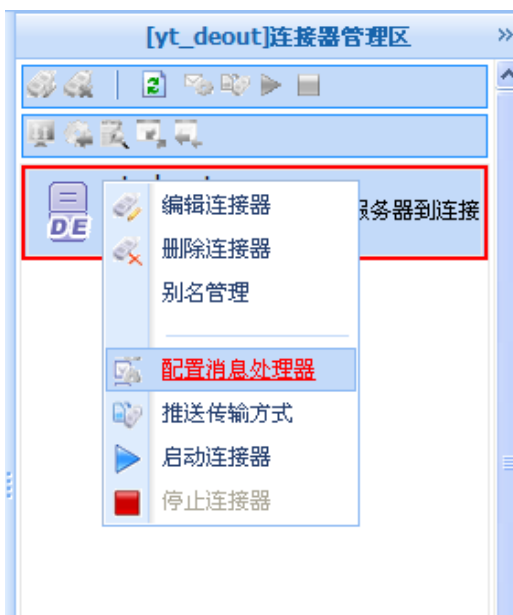 [yt_deout]连接器管理区
DE
服务器到连接
编辑连接器
删除连接器
别名管理
配置消息处理器
推送传输方式
启动连接器
停止连接器